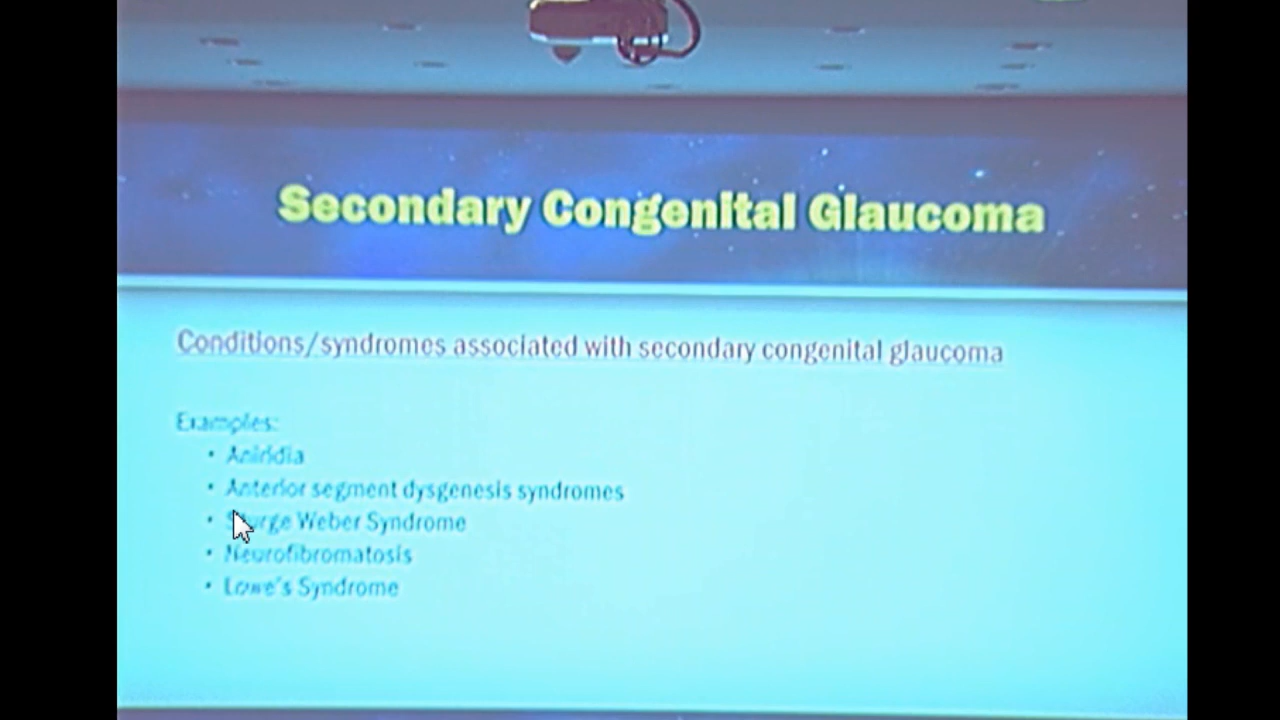 Secondary Congenital Glaucoma
Conditions/syndromes associated with secondary congenital glaucoma
Examples:
• Aniridia
• Anterior segment dysgenesis syndromes
• Sturge Weber Syndrome
• Neurofibromatosis
• Lowe's Syndrome